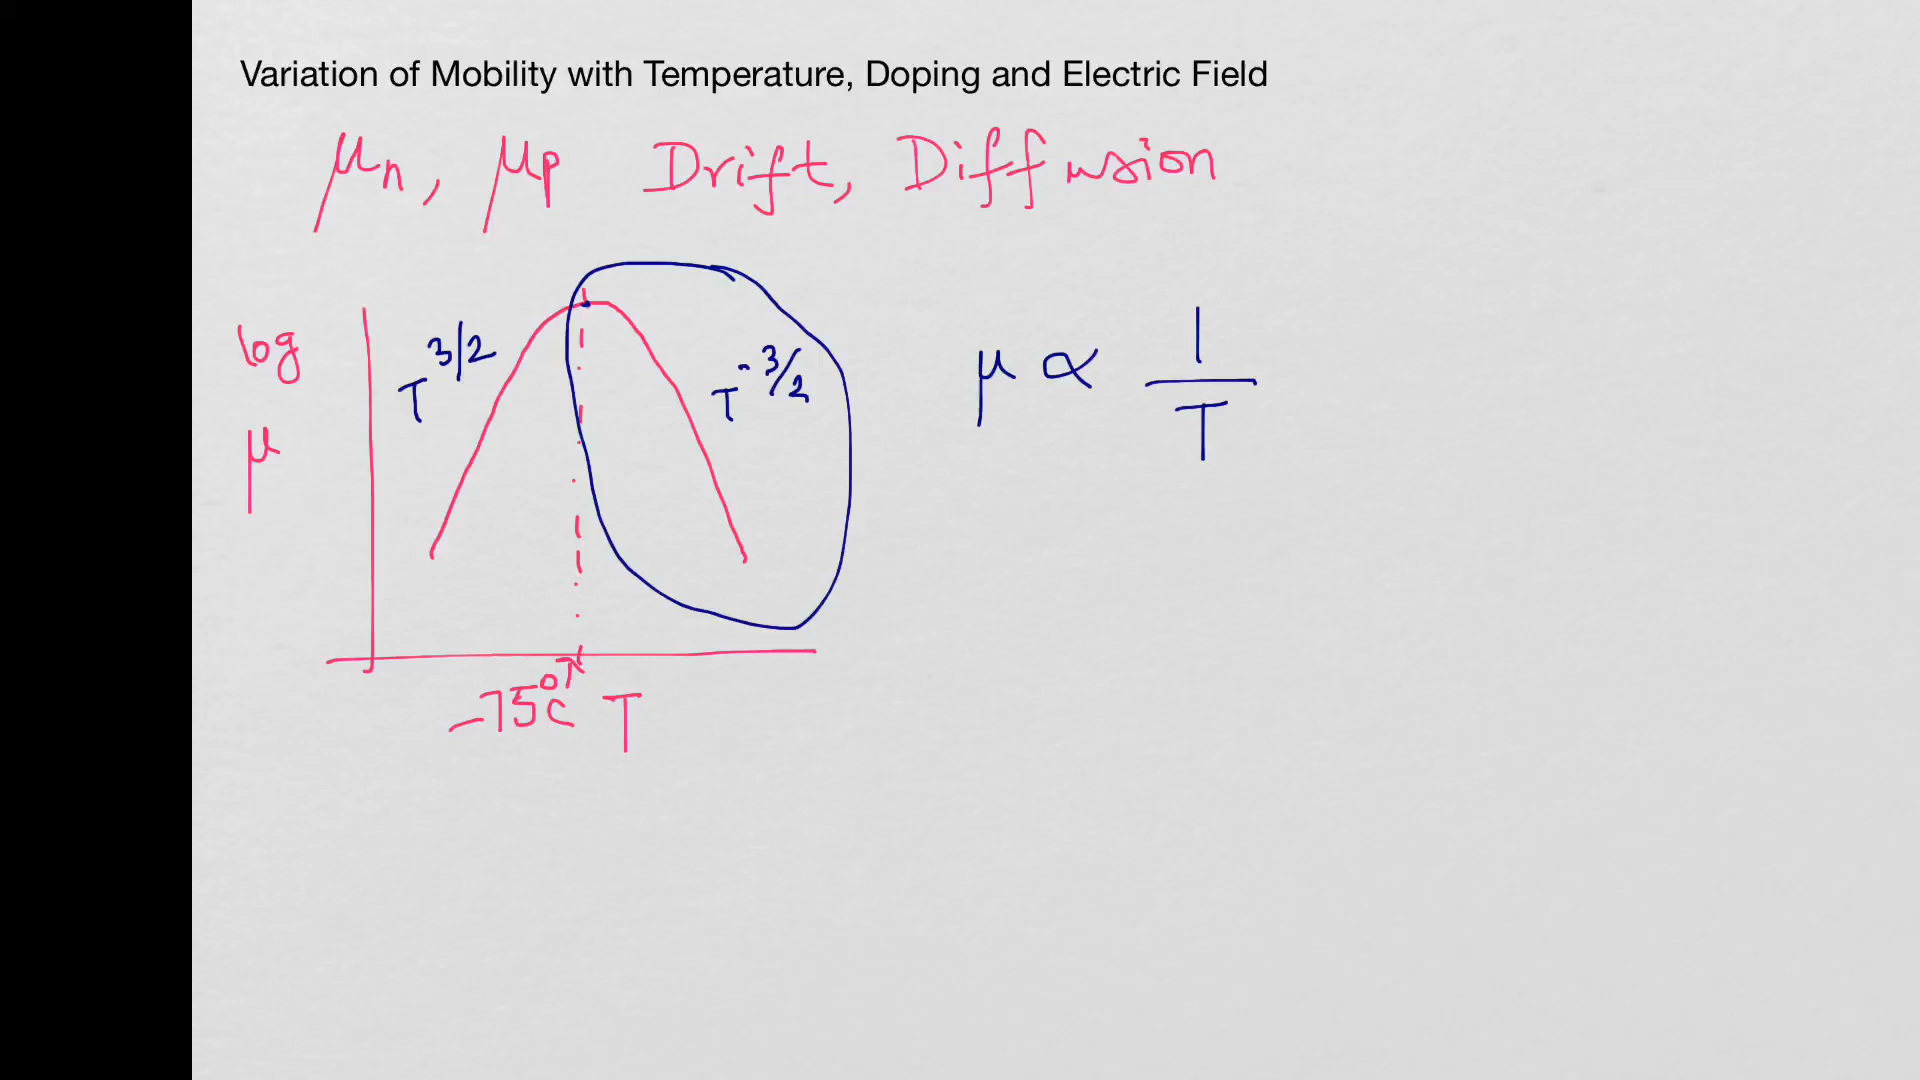 Variation of Mobility with Temperature, Doping and Electric Field
μn, μp Drift, Diffusion
log μ
T^3/2
T^-3/2
μ ∝ 1/T
-75°C
T